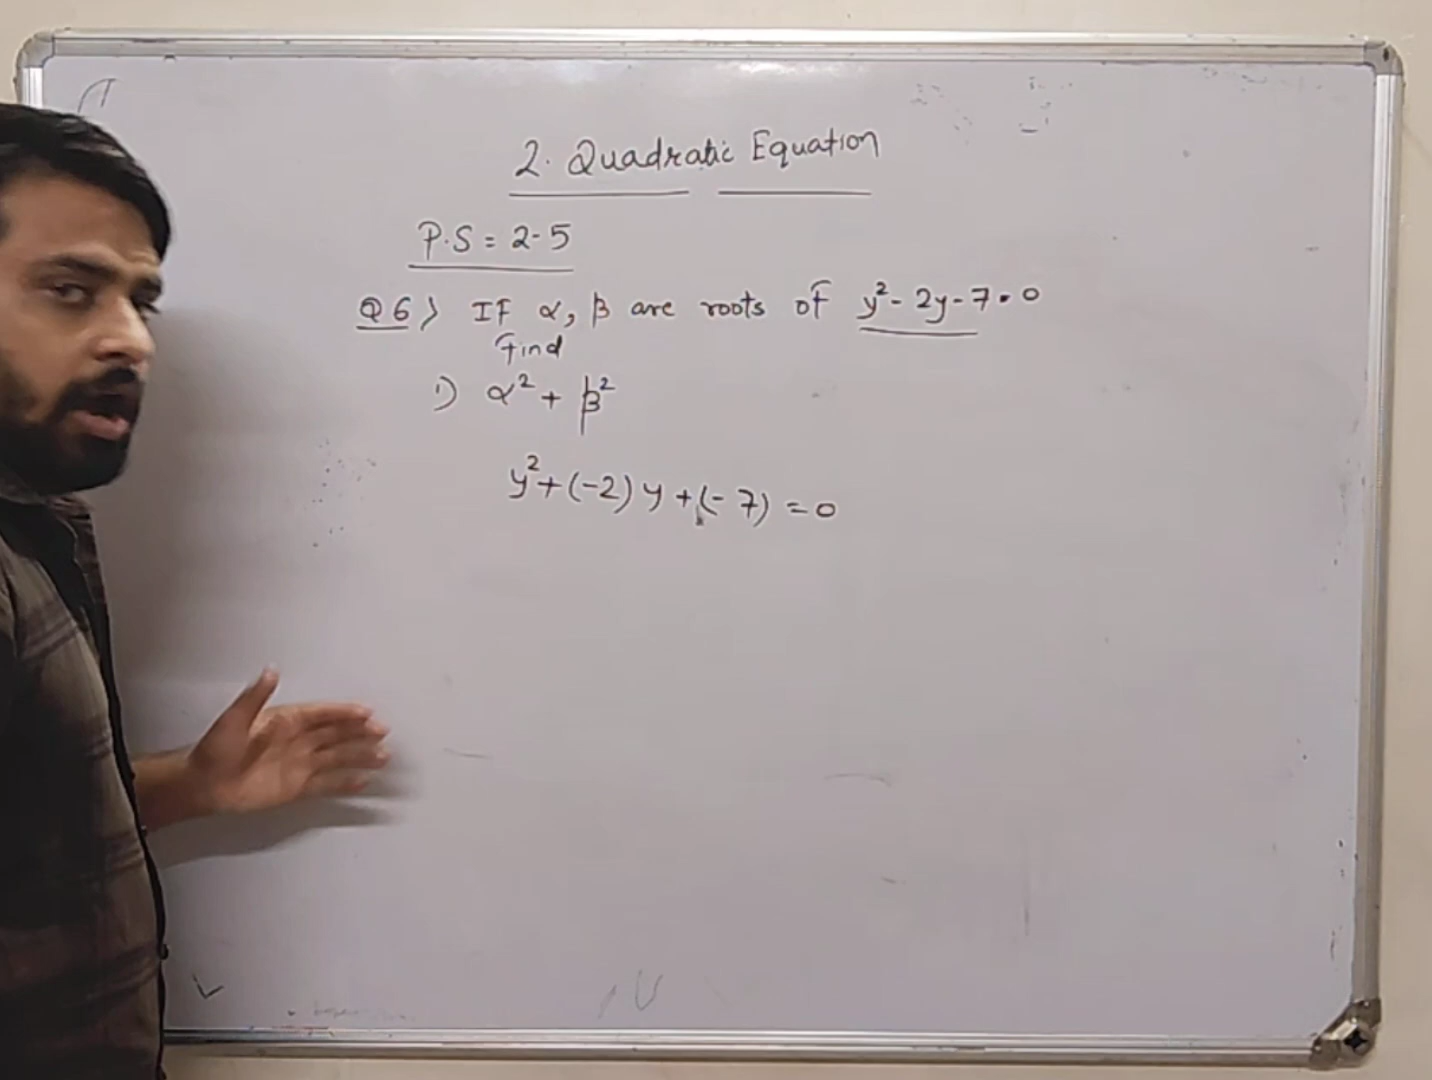 2. Quadratic Equation
P.S = 2.5
Q6> If α, β are roots of y² - 2y - 7 = 0
find
1) α² + β²
y² + (-2) y + (-7) = 0